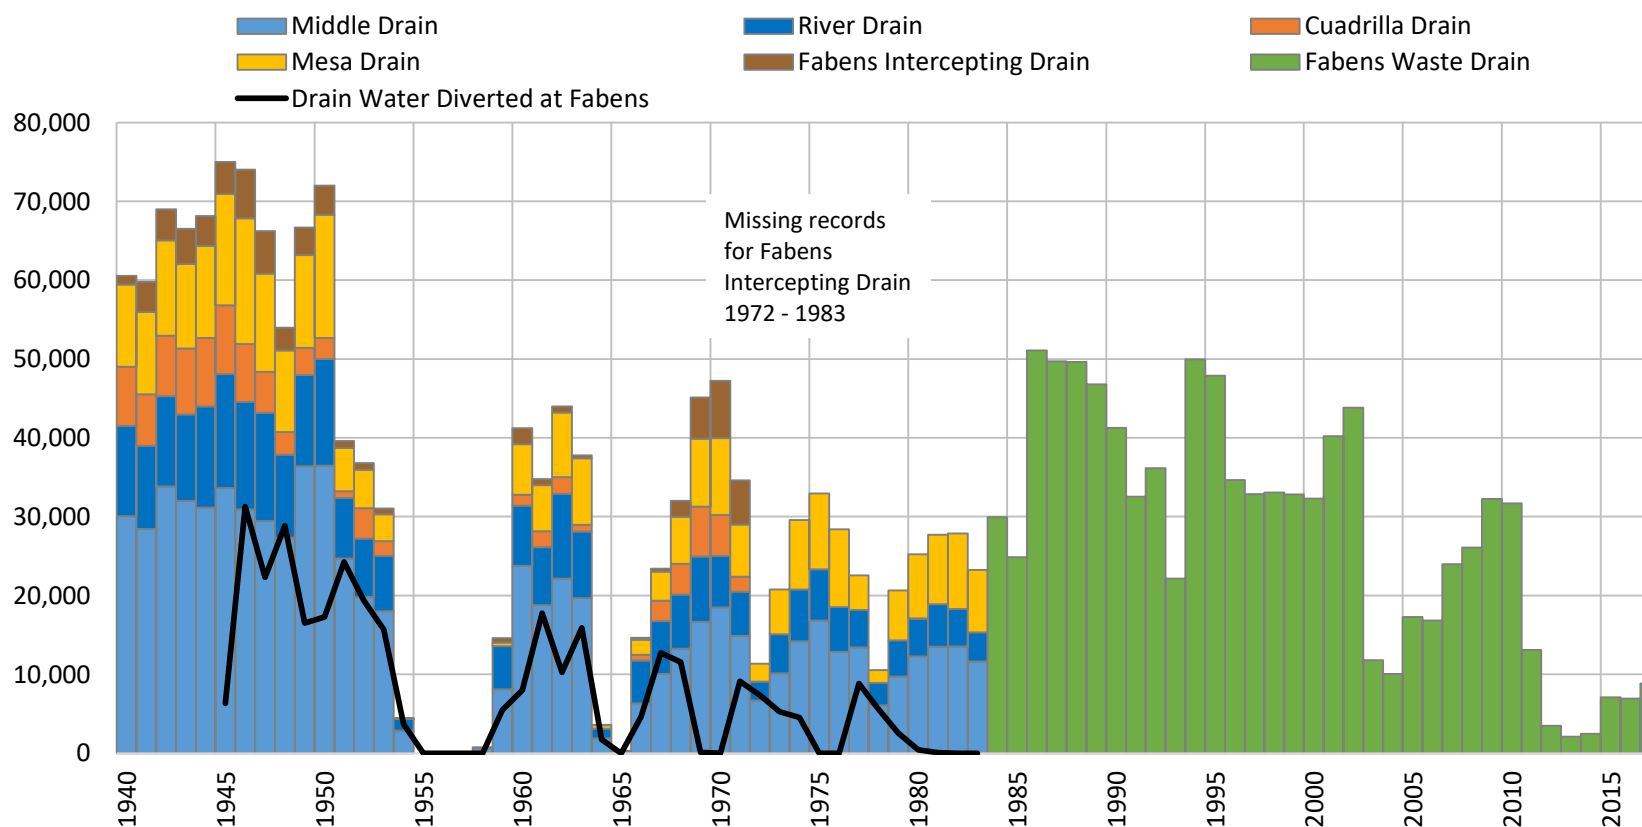 Middle Drain
River Drain
Cuadrilla Drain
Mesa Drain
Fabens Intercepting Drain
Fabens Waste Drain
Drain Water Diverted at Fabens
80,000
70,000
60,000
50,000
40,000
30,000
20,000
10,000
0
Missing records
for Fabens
Intercepting Drain
1972 - 1983
1940
1945
1950
1955
1960
1965
1970
1975
1980
1985
1990
1995
2000
2005
2010
2015